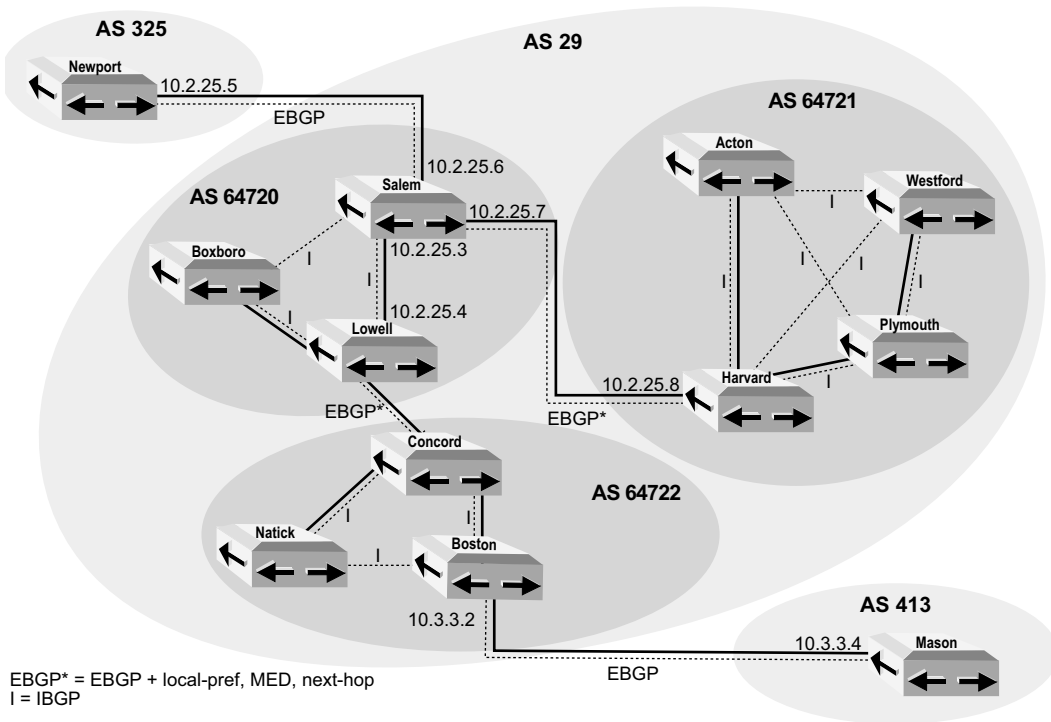 AS 325
Newport
10.2.25.5
EBGP
AS 29
10.2.25.6
AS 64720
Salem
10.2.25.7
10.2.25.3
Boxboro
I
I
10.2.25.4
I
Lowell
EBGP*
AS 64721
Acton
Westford
I
I
I
I
I
Plymouth
10.2.25.8
Harvard
I
EBGP*
Concord
AS 64722
I
I
Natick
I
Boston
10.3.3.2
EBGP
AS 413
10.3.3.4
Mason
EBGP* = EBGP + local-pref, MED, next-hop
I = IBGP